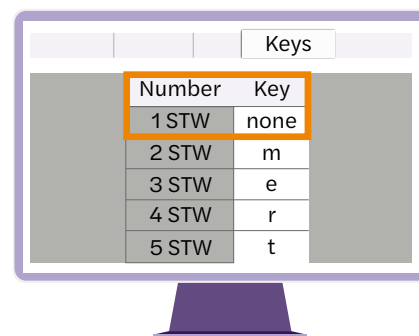 Keys
Number Key
1 STW none
2 STW m
3 STW e
4 STW r
5 STW t